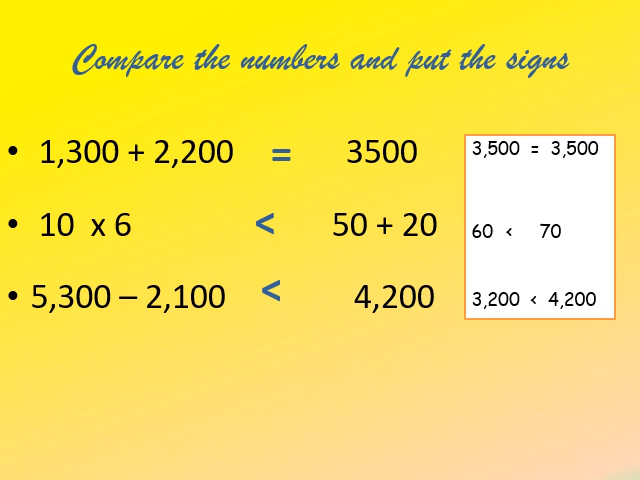 Compare the numbers and put the signs
• 1,300 + 2,200 = 3500
3,500 = 3,500
• 10 x 6 < 50 + 20
60 < 70
• 5,300 – 2,100 < 4,200
3,200 < 4,200